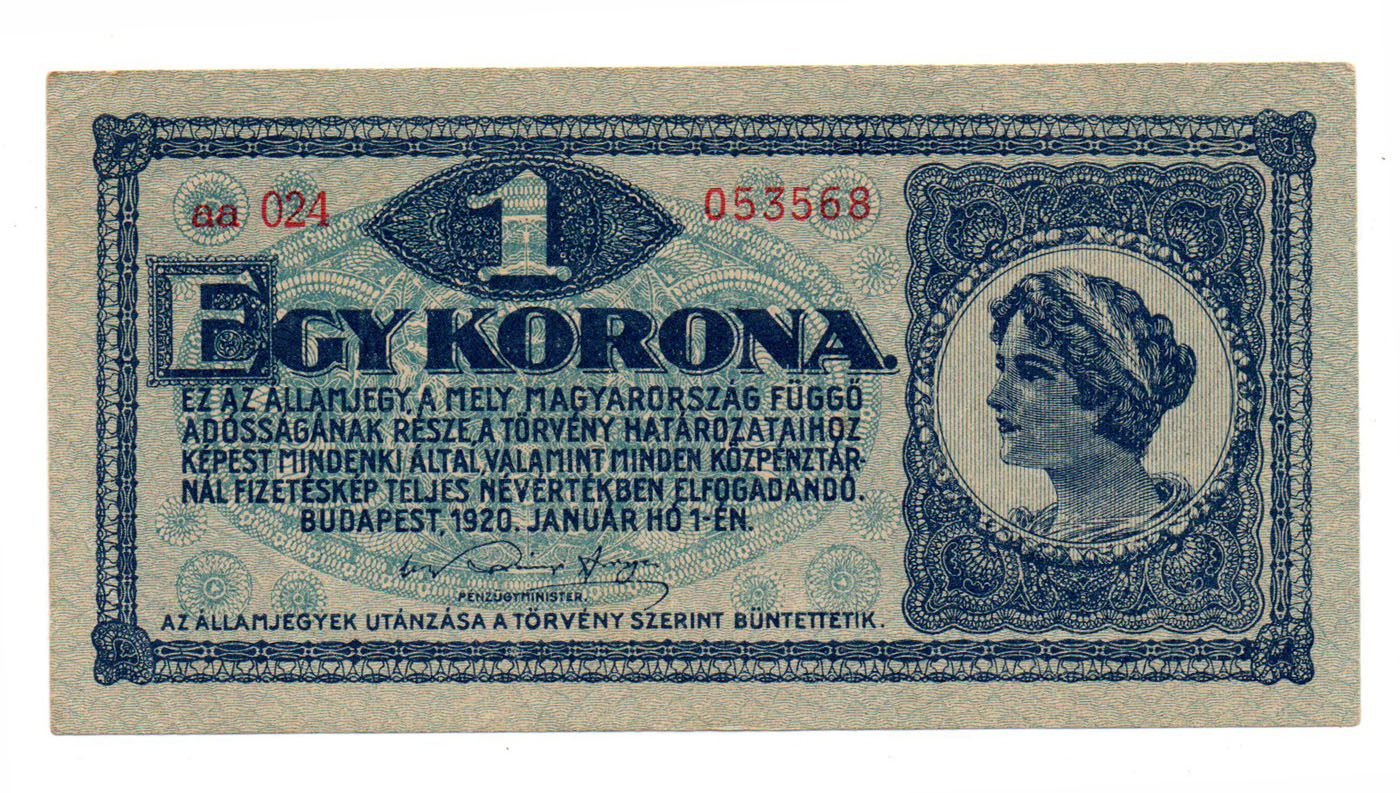 aa 024
1
053568
EGY KORONA.
EZ AZ ÁLLAMJEGY, A MELY MAGYARORSZÁG FÜGGŐ
ADÓSSÁGÁNAK RÉSZE, A TÖRVÉNY HATÁROZATAIHOZ
KÉPEST MINDENKI ÁLTAL, VALAMINT MINDEN KÖZPÉNZTÁR-
NÁL FIZETÉSKÉP TELJES NÉVÉRTÉKBEN ELFOGADANDÓ.
BUDAPEST, 1920. JANUÁR HÓ 1-ÉN.
PÉNZÜGYMINISTER.
AZ ÁLLAMJEGYEK UTÁNZÁSA A TÖRVÉNY SZERINT BÜNTETTETIK.